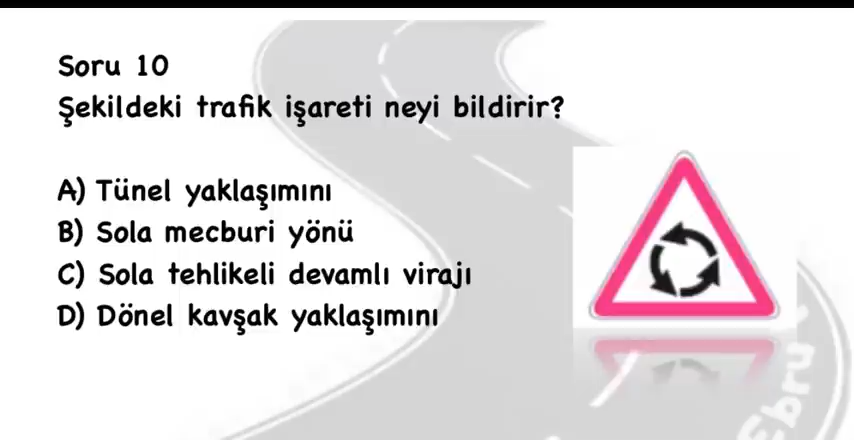 Soru 10
Şekildeki trafik işareti neyi bildirir?
A) Tünel yaklaşımını
B) Sola mecburi yönü
C) Sola tehlikeli devamlı virajı
D) Dönel kavşak yaklaşımını
Ebru